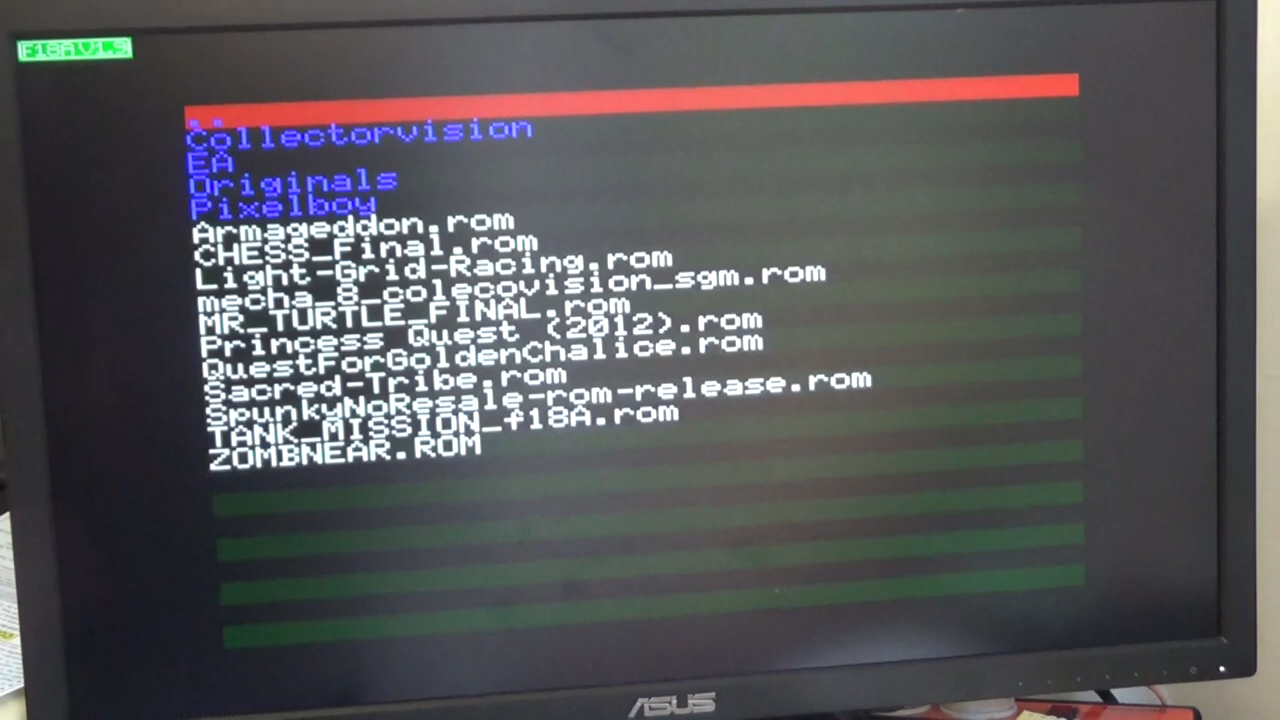 F18A V1.9
..
Collectorvision
EA
Originals
Pixelboy
Armageddon.rom
CHESS_Final.rom
Light-Grid-Racing.rom
mecha_8_colecovision_sgm.rom
MR_TURTLE_FINAL.rom
Princess Quest (2012).rom
QuestForGoldenChalice.rom
Sacred-Tribe.rom
SpunkyNoResale-rom-release.rom
TANK_MISSION_f18A.rom
ZOMBNEAR.ROM
ASUS